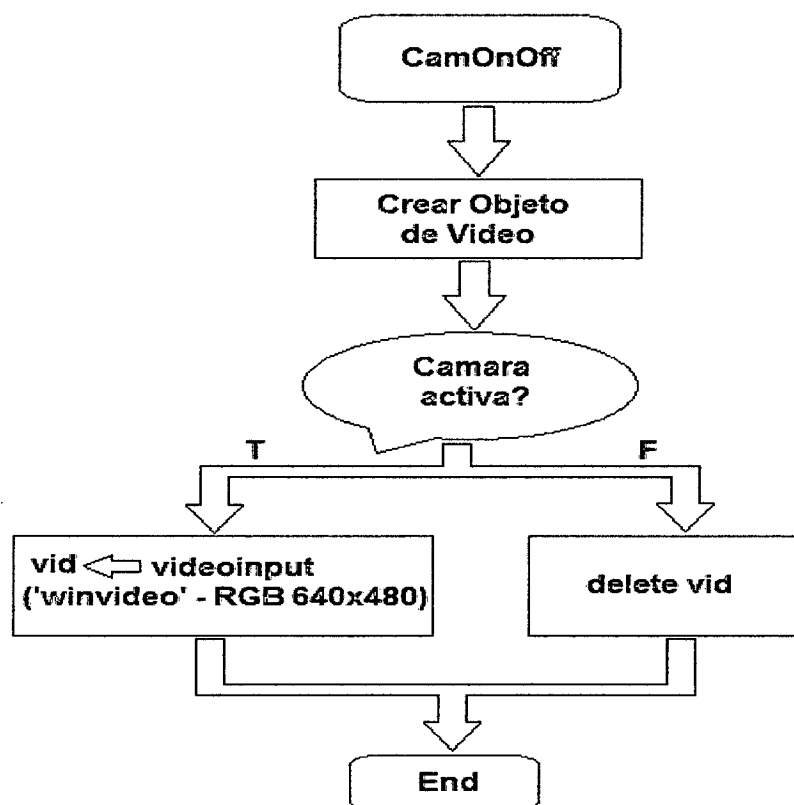 CamOnOff
Crear Objeto
de Video
Camara
activa?
T
F
vid videoinput
('winvideo' - RGB 640x480)
delete vid
End